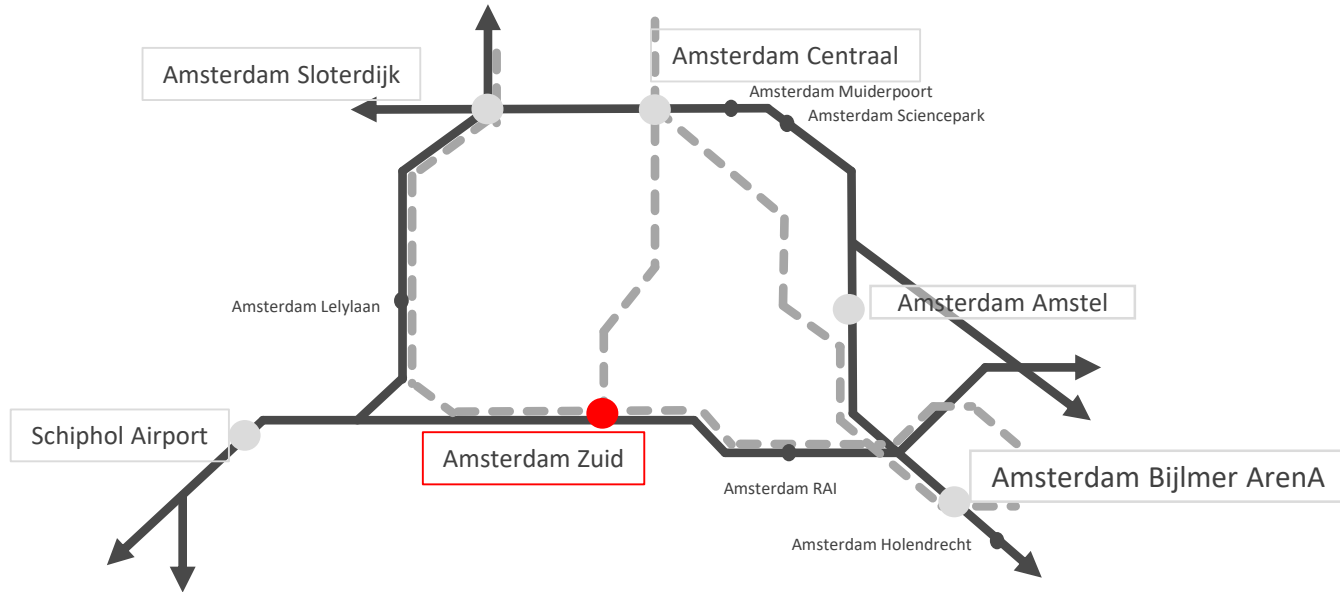 Amsterdam Centraal
Amsterdam Sloterdijk
Amsterdam Muiderpoort
Amsterdam Sciencepark
Amsterdam Lelylaan
Amsterdam Amstel
Schiphol Airport
Amsterdam Zuid
Amsterdam RAI
Amsterdam Bijlmer ArenA
Amsterdam Holendrecht